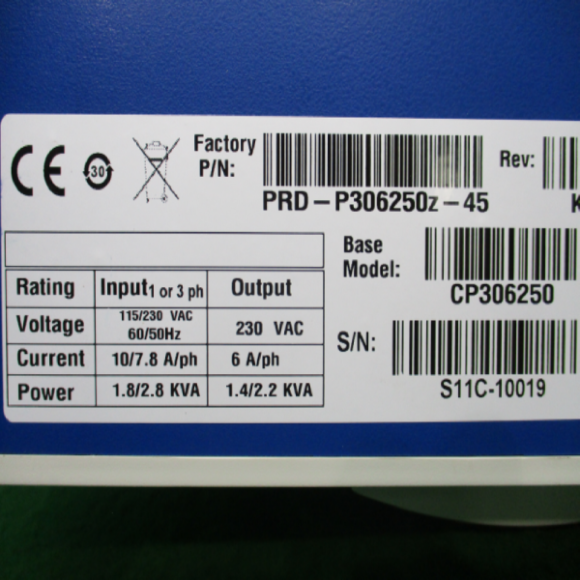 CE
30
Factory P/N:
PRD-P306250z-45
Rev:
K
Base Model:
CP306250
S/N:
S11C-10019
Rating Input 1 or 3 ph Output
Voltage 115/230 VAC 60/50Hz 230 VAC
Current 10/7.8 A/ph 6 A/ph
Power 1.8/2.8 KVA 1.4/2.2 KVA